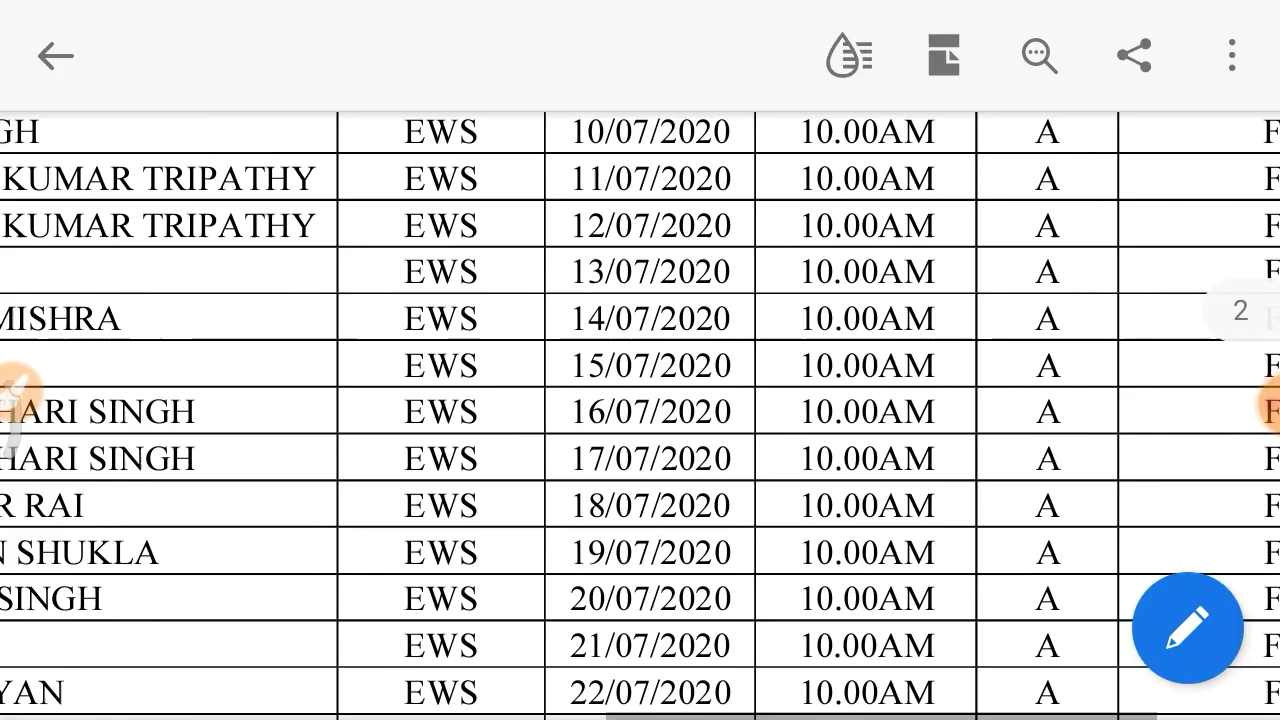 GH EWS 10/07/2020 10.00AM A F
KUMAR TRIPATHY EWS 11/07/2020 10.00AM A F
KUMAR TRIPATHY EWS 12/07/2020 10.00AM A F
EWS 13/07/2020 10.00AM A F
MISHRA EWS 14/07/2020 10.00AM A
2
EWS 15/07/2020 10.00AM A F
HARI SINGH EWS 16/07/2020 10.00AM A F
HARI SINGH EWS 17/07/2020 10.00AM A F
R RAI EWS 18/07/2020 10.00AM A F
N SHUKLA EWS 19/07/2020 10.00AM A F
SINGH EWS 20/07/2020 10.00AM A F
EWS 21/07/2020 10.00AM A F
YAN EWS 22/07/2020 10.00AM A F